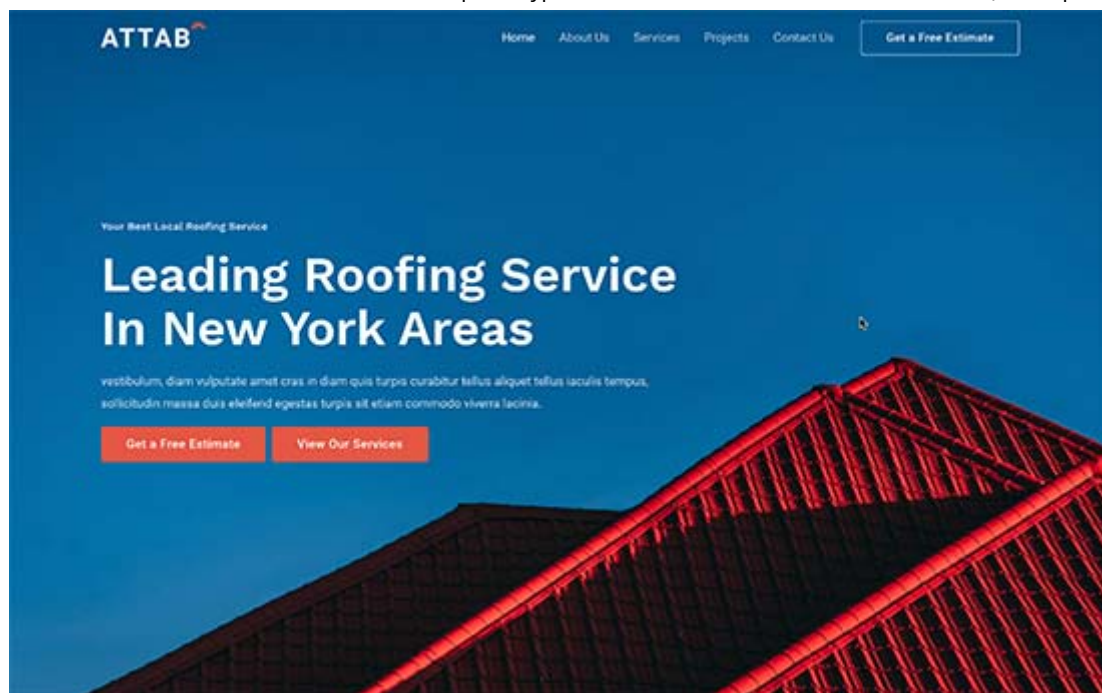 ATTAB
Home About Us Services Projects Contact Us Get a Free Estimate
Your Best Local Roofing Service
Leading Roofing Service
In New York Areas
vestibulum, diam vulputate amet cras in diam quis turpis curabitur tellus aliquet tellus iaculis tempus,
sollicitudin massa duis eleifend egestas turpis sit etiam commodo viverra lacinia.
Get a Free Estimate View Our Services